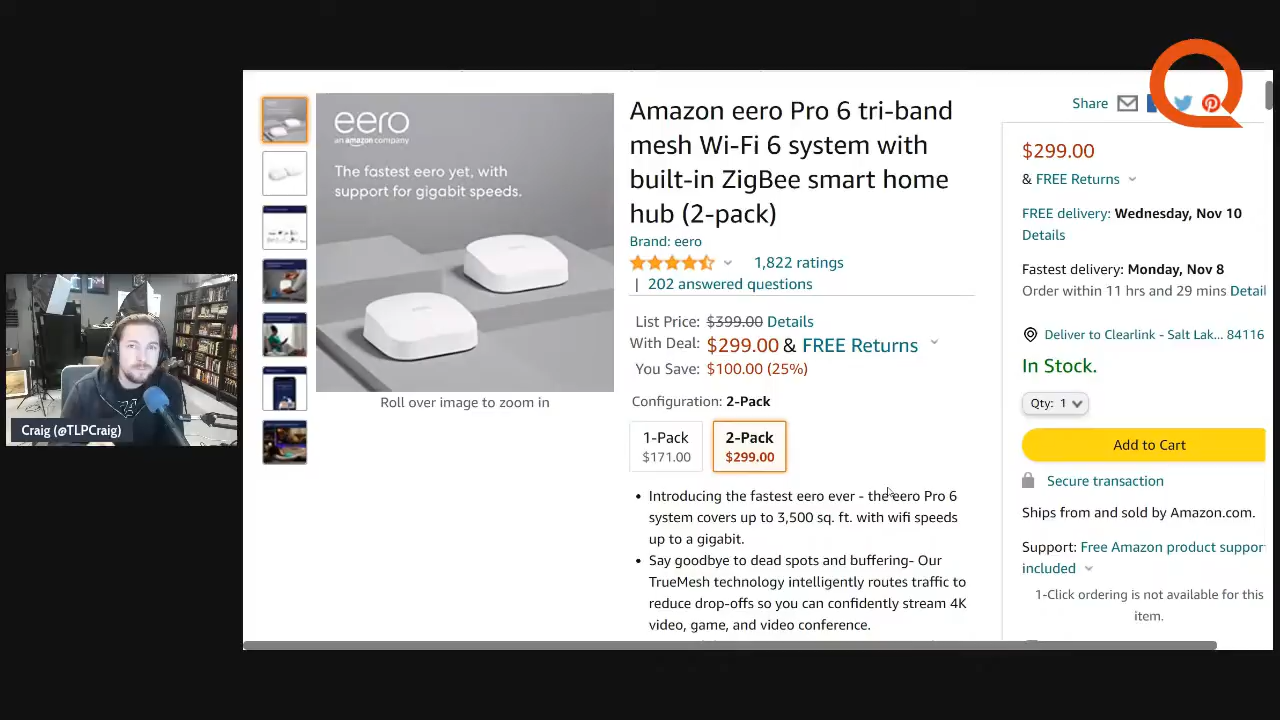 eero
an amazon company
The fastest eero yet, with
support for gigabit speeds.
Roll over image to zoom in
Craig (@TLPCraig)
Amazon eero Pro 6 tri-band
mesh Wi-Fi 6 system with
built-in ZigBee smart home
hub (2-pack)
Brand: eero
1,822 ratings
| 202 answered questions
List Price: $399.00 Details
With Deal: $299.00 & FREE Returns
You Save: $100.00 (25%)
Configuration: 2-Pack
1-Pack
$171.00
2-Pack
$299.00
• Introducing the fastest eero ever - the eero Pro 6
system covers up to 3,500 sq. ft. with wifi speeds
up to a gigabit.
• Say goodbye to dead spots and buffering- Our
TrueMesh technology intelligently routes traffic to
reduce drop-offs so you can confidently stream 4K
video, game, and video conference.
Share
$299.00
& FREE Returns
FREE delivery: Wednesday, Nov 10
Details
Fastest delivery: Monday, Nov 8
Order within 11 hrs and 29 mins Detail
Deliver to Clearlink - Salt Lak... 84116
In Stock.
Qty: 1
Add to Cart
Secure transaction
Ships from and sold by Amazon.com.
Support: Free Amazon product suppor
included
1-Click ordering is not available for this
item.